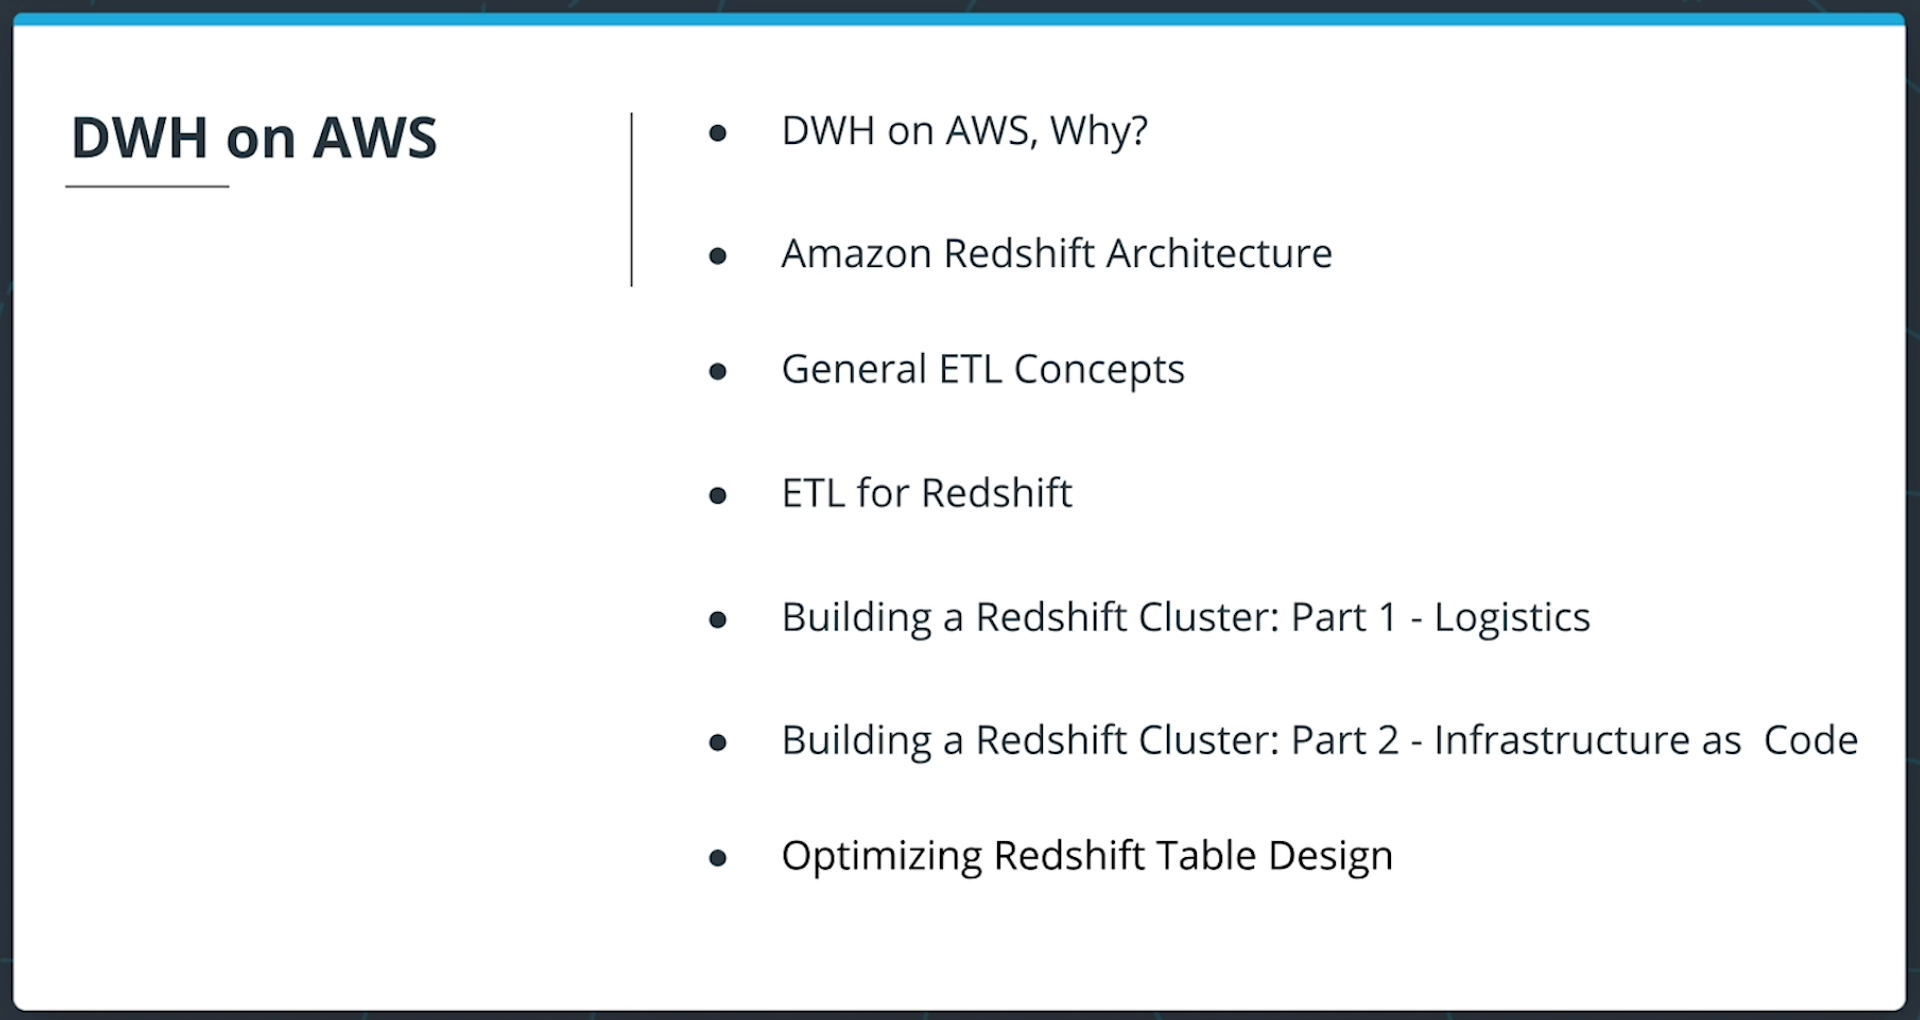 DWH on AWS
● DWH on AWS, Why?
● Amazon Redshift Architecture
● General ETL Concepts
● ETL for Redshift
● Building a Redshift Cluster: Part 1 - Logistics
● Building a Redshift Cluster: Part 2 - Infrastructure as  Code
● Optimizing Redshift Table Design